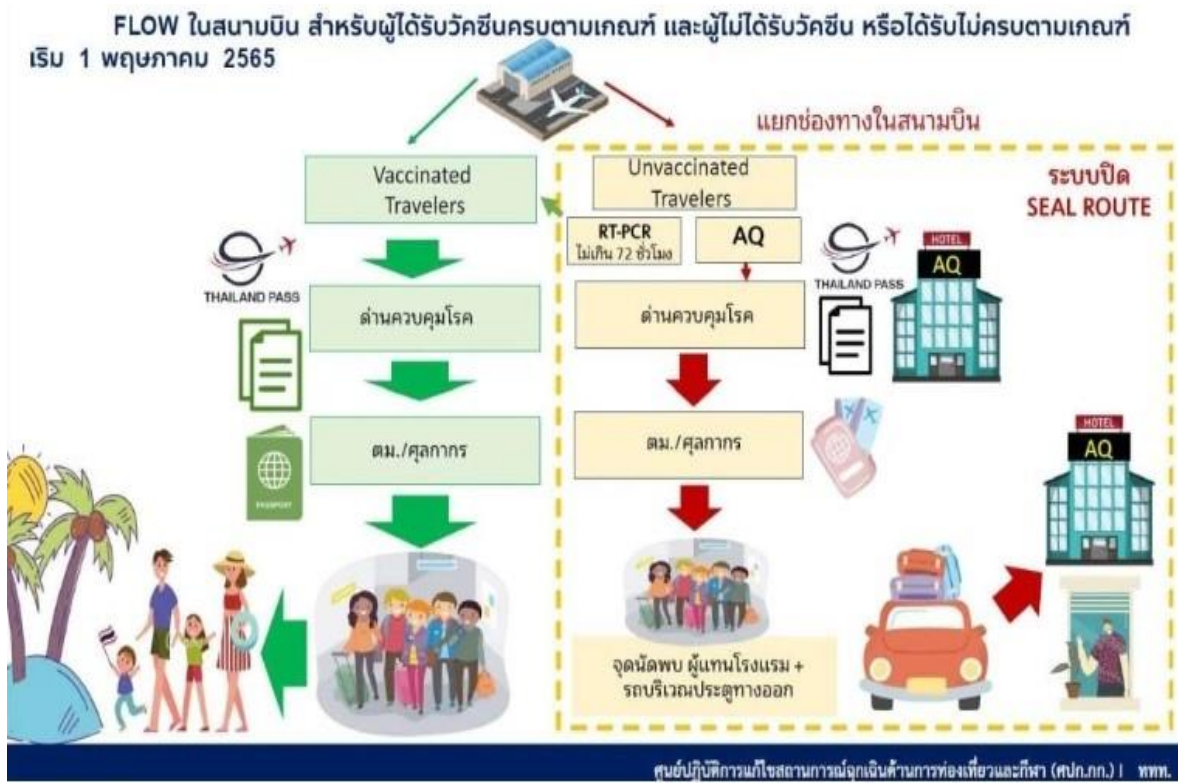 FLOW ในสนามบิน สำหรับผู้ได้รับวัคซีนครบตามเกณฑ์ และผู้ไม่ได้รับวัคซีน หรือได้รับไม่ครบตามเกณฑ์
เริ่ม 1 พฤษภาคม 2565
แยกช่องทางในสนามบิน
Vaccinated
Travelers
Unvaccinated
Travelers
ระบบปิด
SEAL ROUTE
RT-PCR
ไม่เกิน 72 ชั่วโมง
AQ
THAILAND PASS
THAILAND PASS
HOTEL
AQ
ด่านควบคุมโรค
ด่านควบคุมโรค
ตม./ศุลกากร
ตม./ศุลกากร
PASSPORT
HOTEL
AQ
จุดนัดพบ ผู้แทนโรงแรม +
รถบริเวณประตูทางออก
ศูนย์ปฏิบัติการแก้ไขสถานการณ์ฉุกเฉินด้านการท่องเที่ยวและกีฬา (ศปก.กก.) | ททท.